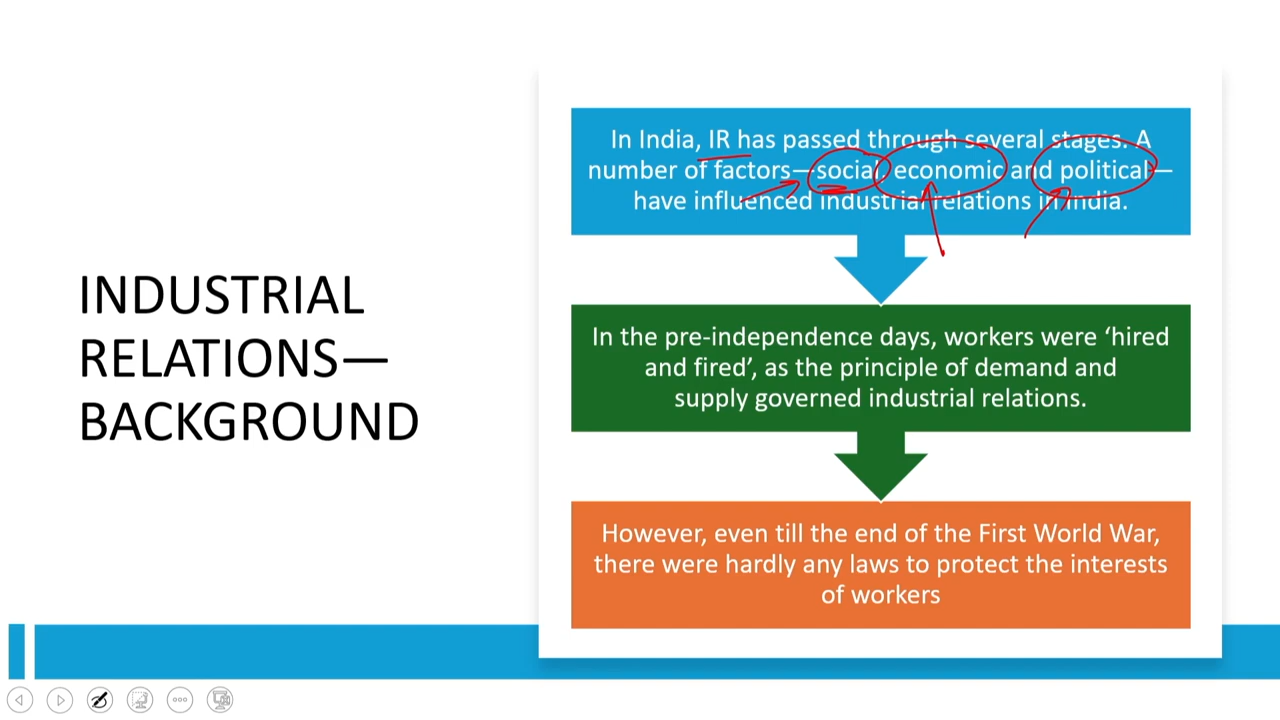 INDUSTRIAL
RELATIONS—
BACKGROUND
In India, IR has passed through several stages. A
number of factors—social, economic and political—
have influenced industrial relations in India.
In the pre-independence days, workers were ‘hired
and fired’, as the principle of demand and
supply governed industrial relations.
However, even till the end of the First World War,
there were hardly any laws to protect the interests
of workers